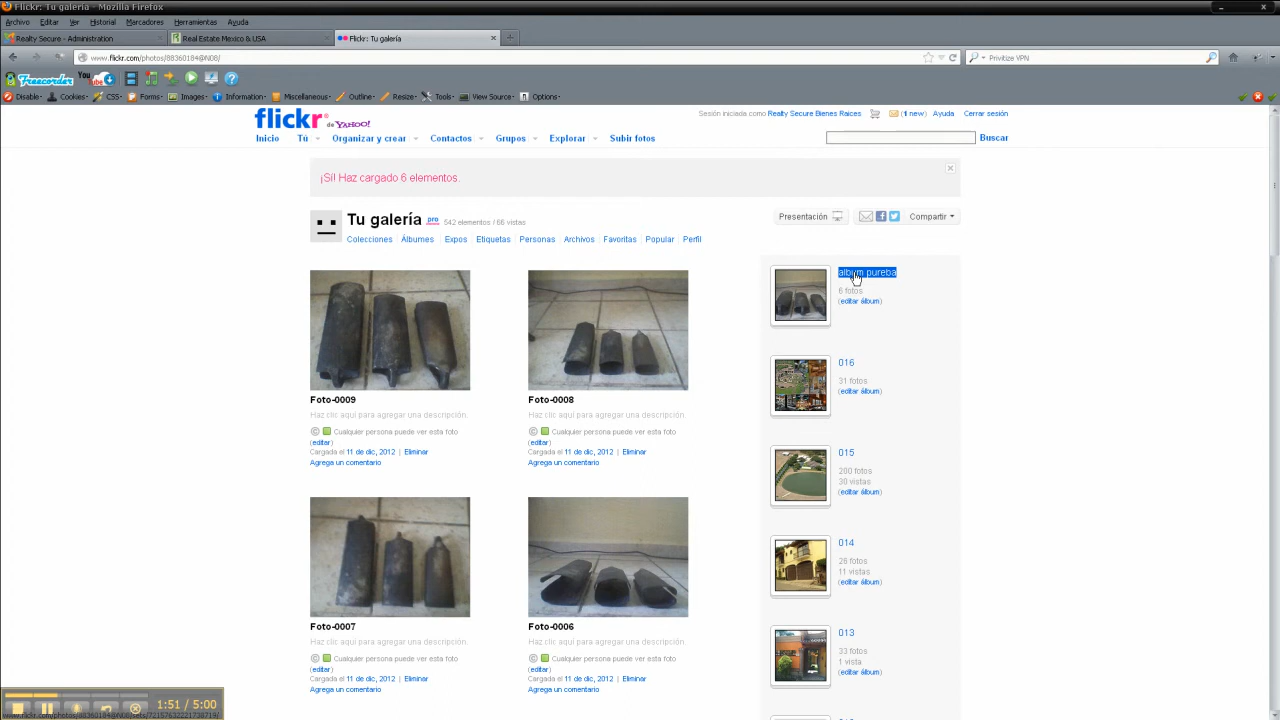 Flickr: Tu galería - Mozilla Firefox
Archivo Editar Ver Historial Marcadores Herramientas Ayuda
Realty Secure - Administration
Real Estate Mexico & USA
Flickr: Tu galería
www.flickr.com/photos/88360184@N08/
Privitize VPN
Freecorder You
Disable Cookies CSS Forms Images Information Miscellaneous Outline Resize Tools View Source Options
flickr de YAHOO!
Sesión iniciada como Realty Secure Bienes Raices (1 new) Ayuda Cerrar sesión
Inicio Tú Organizar y crear Contactos Grupos Explorar Subir fotos
Buscar
¡Sí! Haz cargado 6 elementos.
Tu galería pro 542 elementos / 66 vistas
Presentación Compartir
Colecciones Álbumes Expos Etiquetas Personas Archivos Favoritas Popular Perfil
Foto-0009
Haz clic aquí para agregar una descripción.
Cualquier persona puede ver esta foto
(editar)
Cargada el 11 de dic, 2012 | Eliminar
Agrega un comentario
Foto-0008
Haz clic aquí para agregar una descripción.
Cualquier persona puede ver esta foto
(editar)
Cargada el 11 de dic, 2012 | Eliminar
Agrega un comentario
Foto-0007
Haz clic aquí para agregar una descripción.
Cualquier persona puede ver esta foto
(editar)
Cargada el 11 de dic, 2012 | Eliminar
Agrega un comentario
Foto-0006
Haz clic aquí para agregar una descripción.
Cualquier persona puede ver esta foto
(editar)
Cargada el 11 de dic, 2012 | Eliminar
Agrega un comentario
album pureba
6 fotos
(editar álbum)
016
31 fotos
(editar álbum)
015
200 fotos
30 vistas
(editar álbum)
014
26 fotos
11 vistas
(editar álbum)
013
33 fotos
1 vista
(editar álbum)
1:51 / 5:00